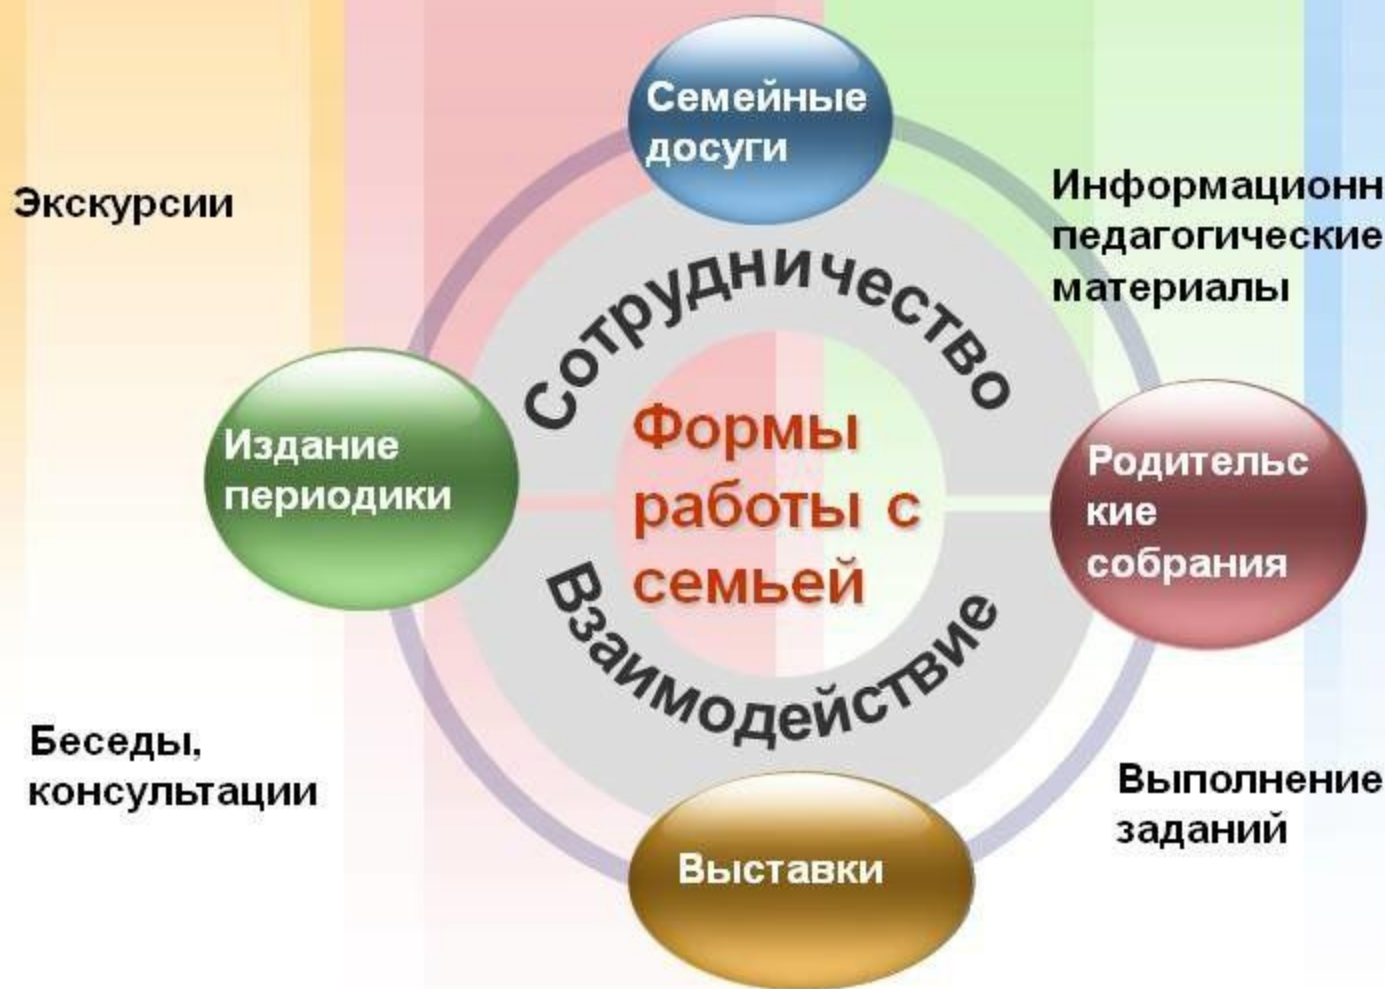 Семейные
досуги
Экскурсии
Информационн
педагогические
материалы
Сотрудничество
Издание
периодики
Формы
работы с
семьей
Родительс
кие
собрания
Взаимодействие
Беседы,
консультации
Выполнение
заданий
Выставки